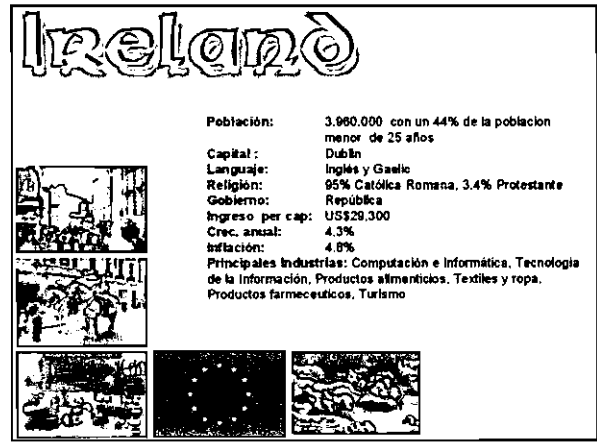 Ireland
Población: 3.960.000 con un 44% de la poblacion
menor de 25 años
Capital : Dublin
Languaje: Inglés y Gaelic
Religión: 95% Católica Romana, 3.4% Protestante
Gobierno: República
Ingreso per cap: US$29,300
Crec. anual: 4.3%
Inflación: 4.8%
Principales Industrias: Computación e Informática, Tecnologia
de la Información, Productos alimenticios, Textiles y ropa,
Productos farmeceuticos, Turismo